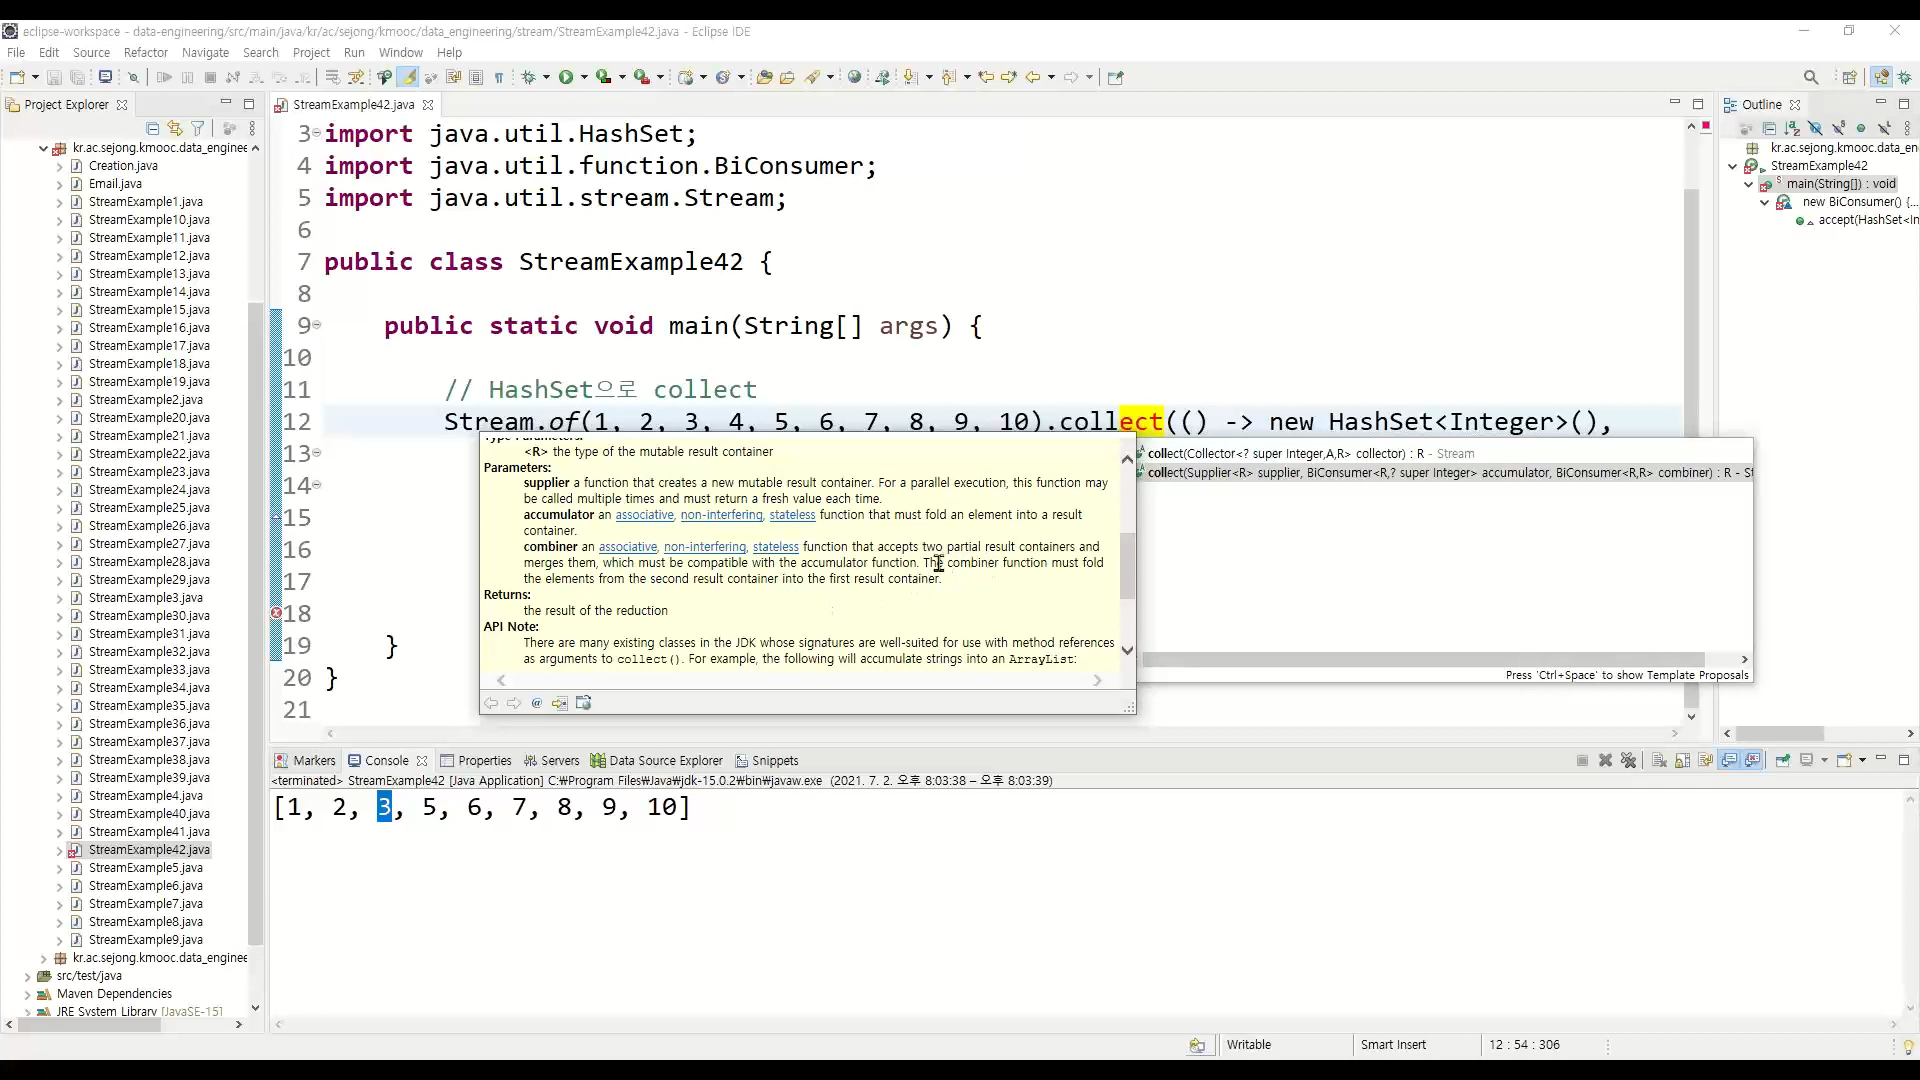 eclipse-workspace - data-engineering/src/main/java/kr/ac/sejong/kmooc/data_engineering/stream/StreamExample42.java - Eclipse IDE
File Edit Source Refactor Navigate Search Project Run Window Help
Project Explorer
kr.ac.sejong.kmooc.data_enginee
Creation.java
Email.java
StreamExample1.java
StreamExample10.java
StreamExample11.java
StreamExample12.java
StreamExample13.java
StreamExample14.java
StreamExample15.java
StreamExample16.java
StreamExample17.java
StreamExample18.java
StreamExample19.java
StreamExample2.java
StreamExample20.java
StreamExample21.java
StreamExample22.java
StreamExample23.java
StreamExample24.java
StreamExample25.java
StreamExample26.java
StreamExample27.java
StreamExample28.java
StreamExample29.java
StreamExample3.java
StreamExample30.java
StreamExample31.java
StreamExample32.java
StreamExample33.java
StreamExample34.java
StreamExample35.java
StreamExample36.java
StreamExample37.java
StreamExample38.java
StreamExample39.java
StreamExample4.java
StreamExample40.java
StreamExample41.java
StreamExample42.java
StreamExample5.java
StreamExample6.java
StreamExample7.java
StreamExample8.java
StreamExample9.java
kr.ac.sejong.kmooc.data_enginee
src/test/java
Maven Dependencies
JRE System Library [JavaSE-15]
StreamExample42.java
3 import java.util.HashSet;
4 import java.util.function.BiConsumer;
5 import java.util.stream.Stream;
6
7 public class StreamExample42 {
8
9 public static void main(String[] args) {
10
11 // HashSet으로 collect
12 Stream.of(1, 2, 3, 4, 5, 6, 7, 8, 9, 10).collect(() -> new HashSet<Integer>(),
13
14
15
16
17
18
19 }
20 }
21
Type Parameters:
<R> the type of the mutable result container
Parameters:
supplier a function that creates a new mutable result container. For a parallel execution, this function may
be called multiple times and must return a fresh value each time.
accumulator an associative, non-interfering, stateless function that must fold an element into a result
container.
combiner an associative, non-interfering, stateless function that accepts two partial result containers and
merges them, which must be compatible with the accumulator function. The combiner function must fold
the elements from the second result container into the first result container.
Returns:
the result of the reduction
API Note:
There are many existing classes in the JDK whose signatures are well-suited for use with method references
as arguments to collect(). For example, the following will accumulate strings into an ArrayList:
collect(Collector<? super Integer,A,R> collector) : R - Stream
collect(Supplier<R> supplier, BiConsumer<R,? super Integer> accumulator, BiConsumer<R,R> combiner) : R - St
Press 'Ctrl+Space' to show Template Proposals
Outline
kr.ac.sejong.kmooc.data_en
StreamExample42
main(String[]) : void
new BiConsumer() {...
accept(HashSet<In
Markers Console Properties Servers Data Source Explorer Snippets
<terminated> StreamExample42 [Java Application] C:₩Program Files₩Java₩jdk-15.0.2₩bin₩javaw.exe (2021. 7. 2. 오후 8:03:38 – 오후 8:03:39)
[1, 2, 3, 5, 6, 7, 8, 9, 10]
Writable Smart Insert 12 : 54 : 306